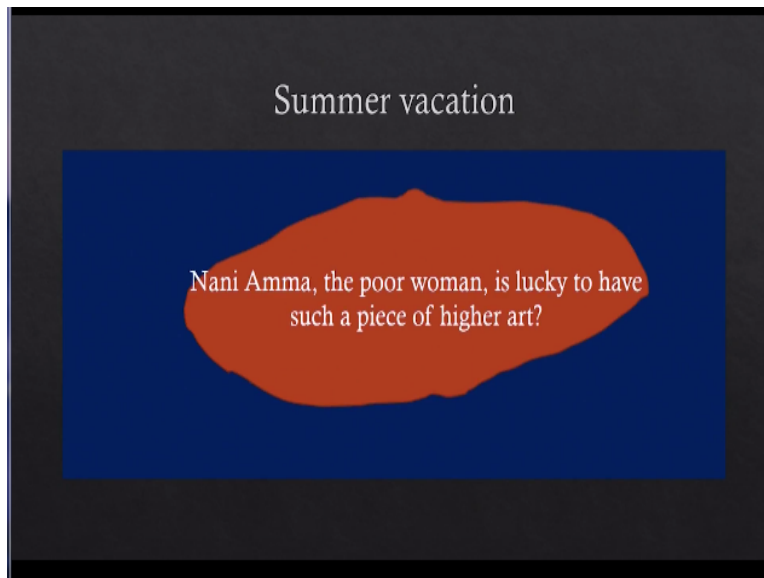 Summer vacation
Nani Amma, the poor woman, is lucky to have
such a piece of higher art?